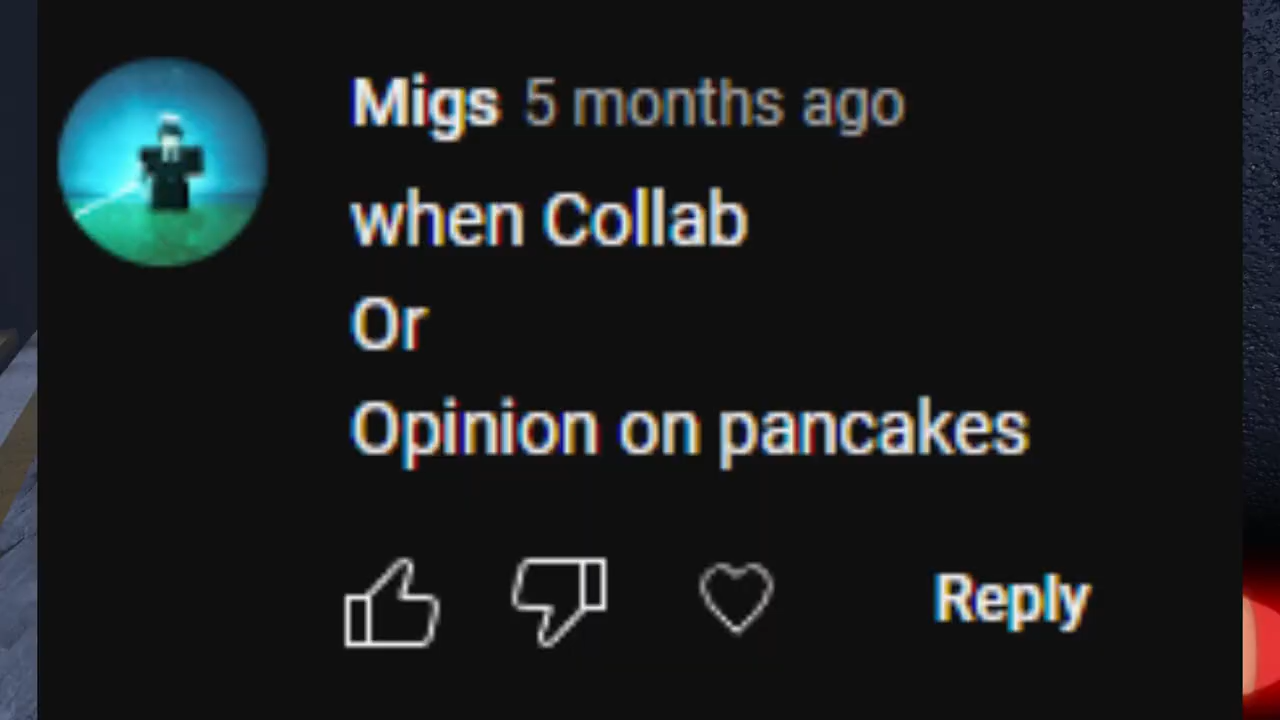 Migs 5 months ago
when Collab
Or
Opinion on pancakes
Reply